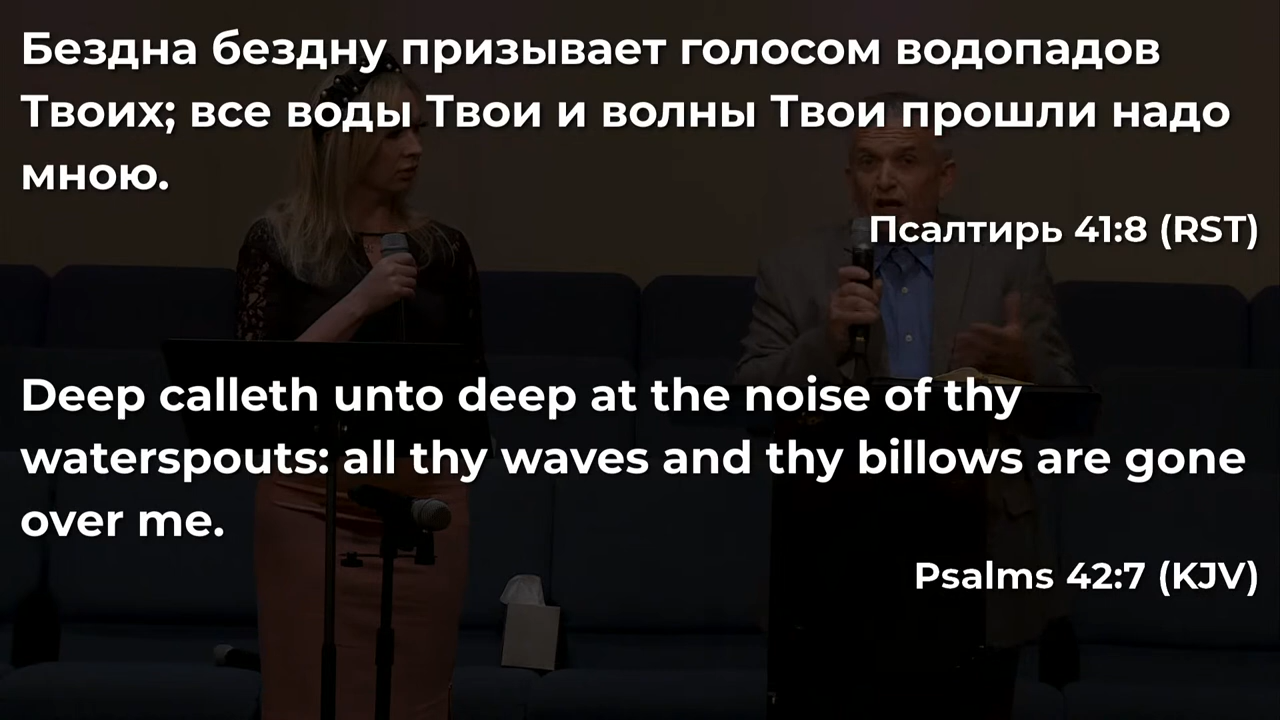 Бездна бездну призывает голосом водопадов
Твоих; все воды Твои и волны Твои прошли надо
мною.
Псалтирь 41:8 (RST)
Deep calleth unto deep at the noise of thy
waterspouts: all thy waves and thy billows are gone
over me.
Psalms 42:7 (KJV)